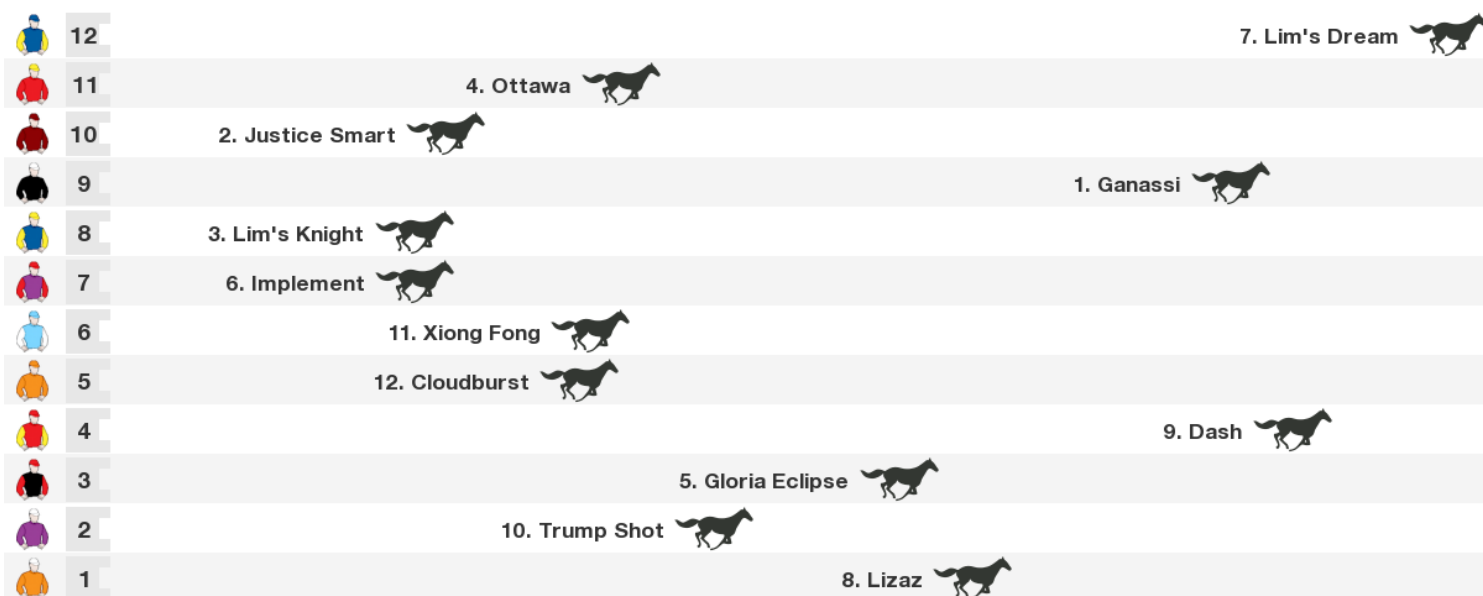 12 7. Lim's Dream
11 4. Ottawa
10 2. Justice Smart
9 1. Ganassi
8 3. Lim's Knight
7 6. Implement
6 11. Xiong Fong
5 12. Cloudburst
4 9. Dash
3 5. Gloria Eclipse
2 10. Trump Shot
1 8. Lizaz